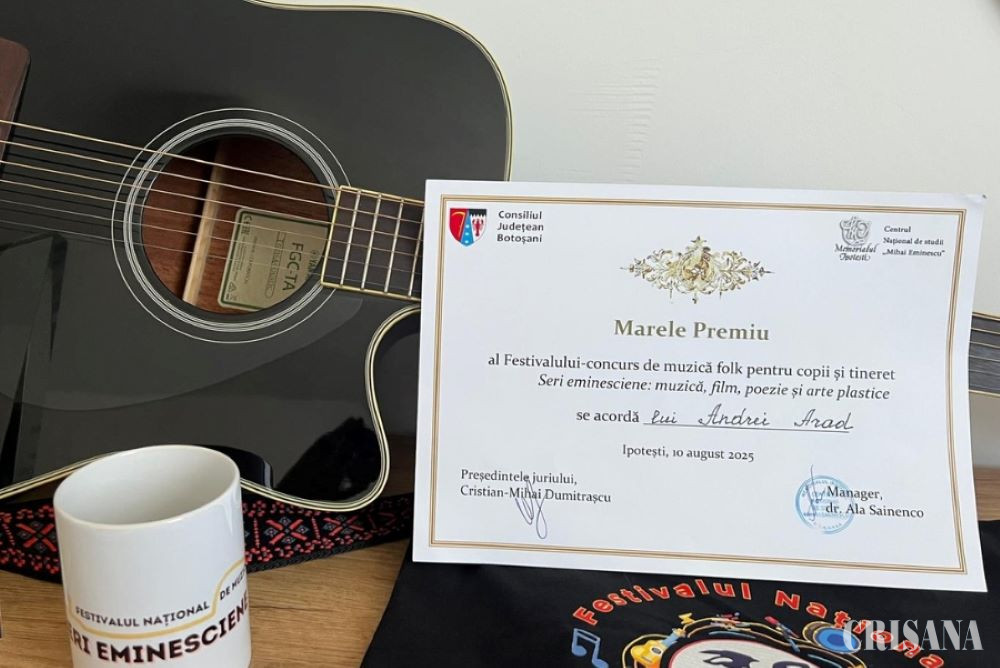 Consiliul
Județean
Botoșani
Memorialul
Ipotești
Centrul
Național de studii
„Mihai Eminescu”
Marele Premiu
al Festivalului-concurs de muzică folk pentru copii și tineret
Seri eminesciene: muzică, film, poezie și arte plastice
se acordă lui Andrei Arad
Ipotești, 10 august 2025
Președintele juriului,
Cristian-Mihai Dumitrașcu
Manager,
dr. Ala Sainenco
FGC-TA
FESTIVALUL NAȚIONAL
EMINESCIENE
Festivalul Național
CRISANA